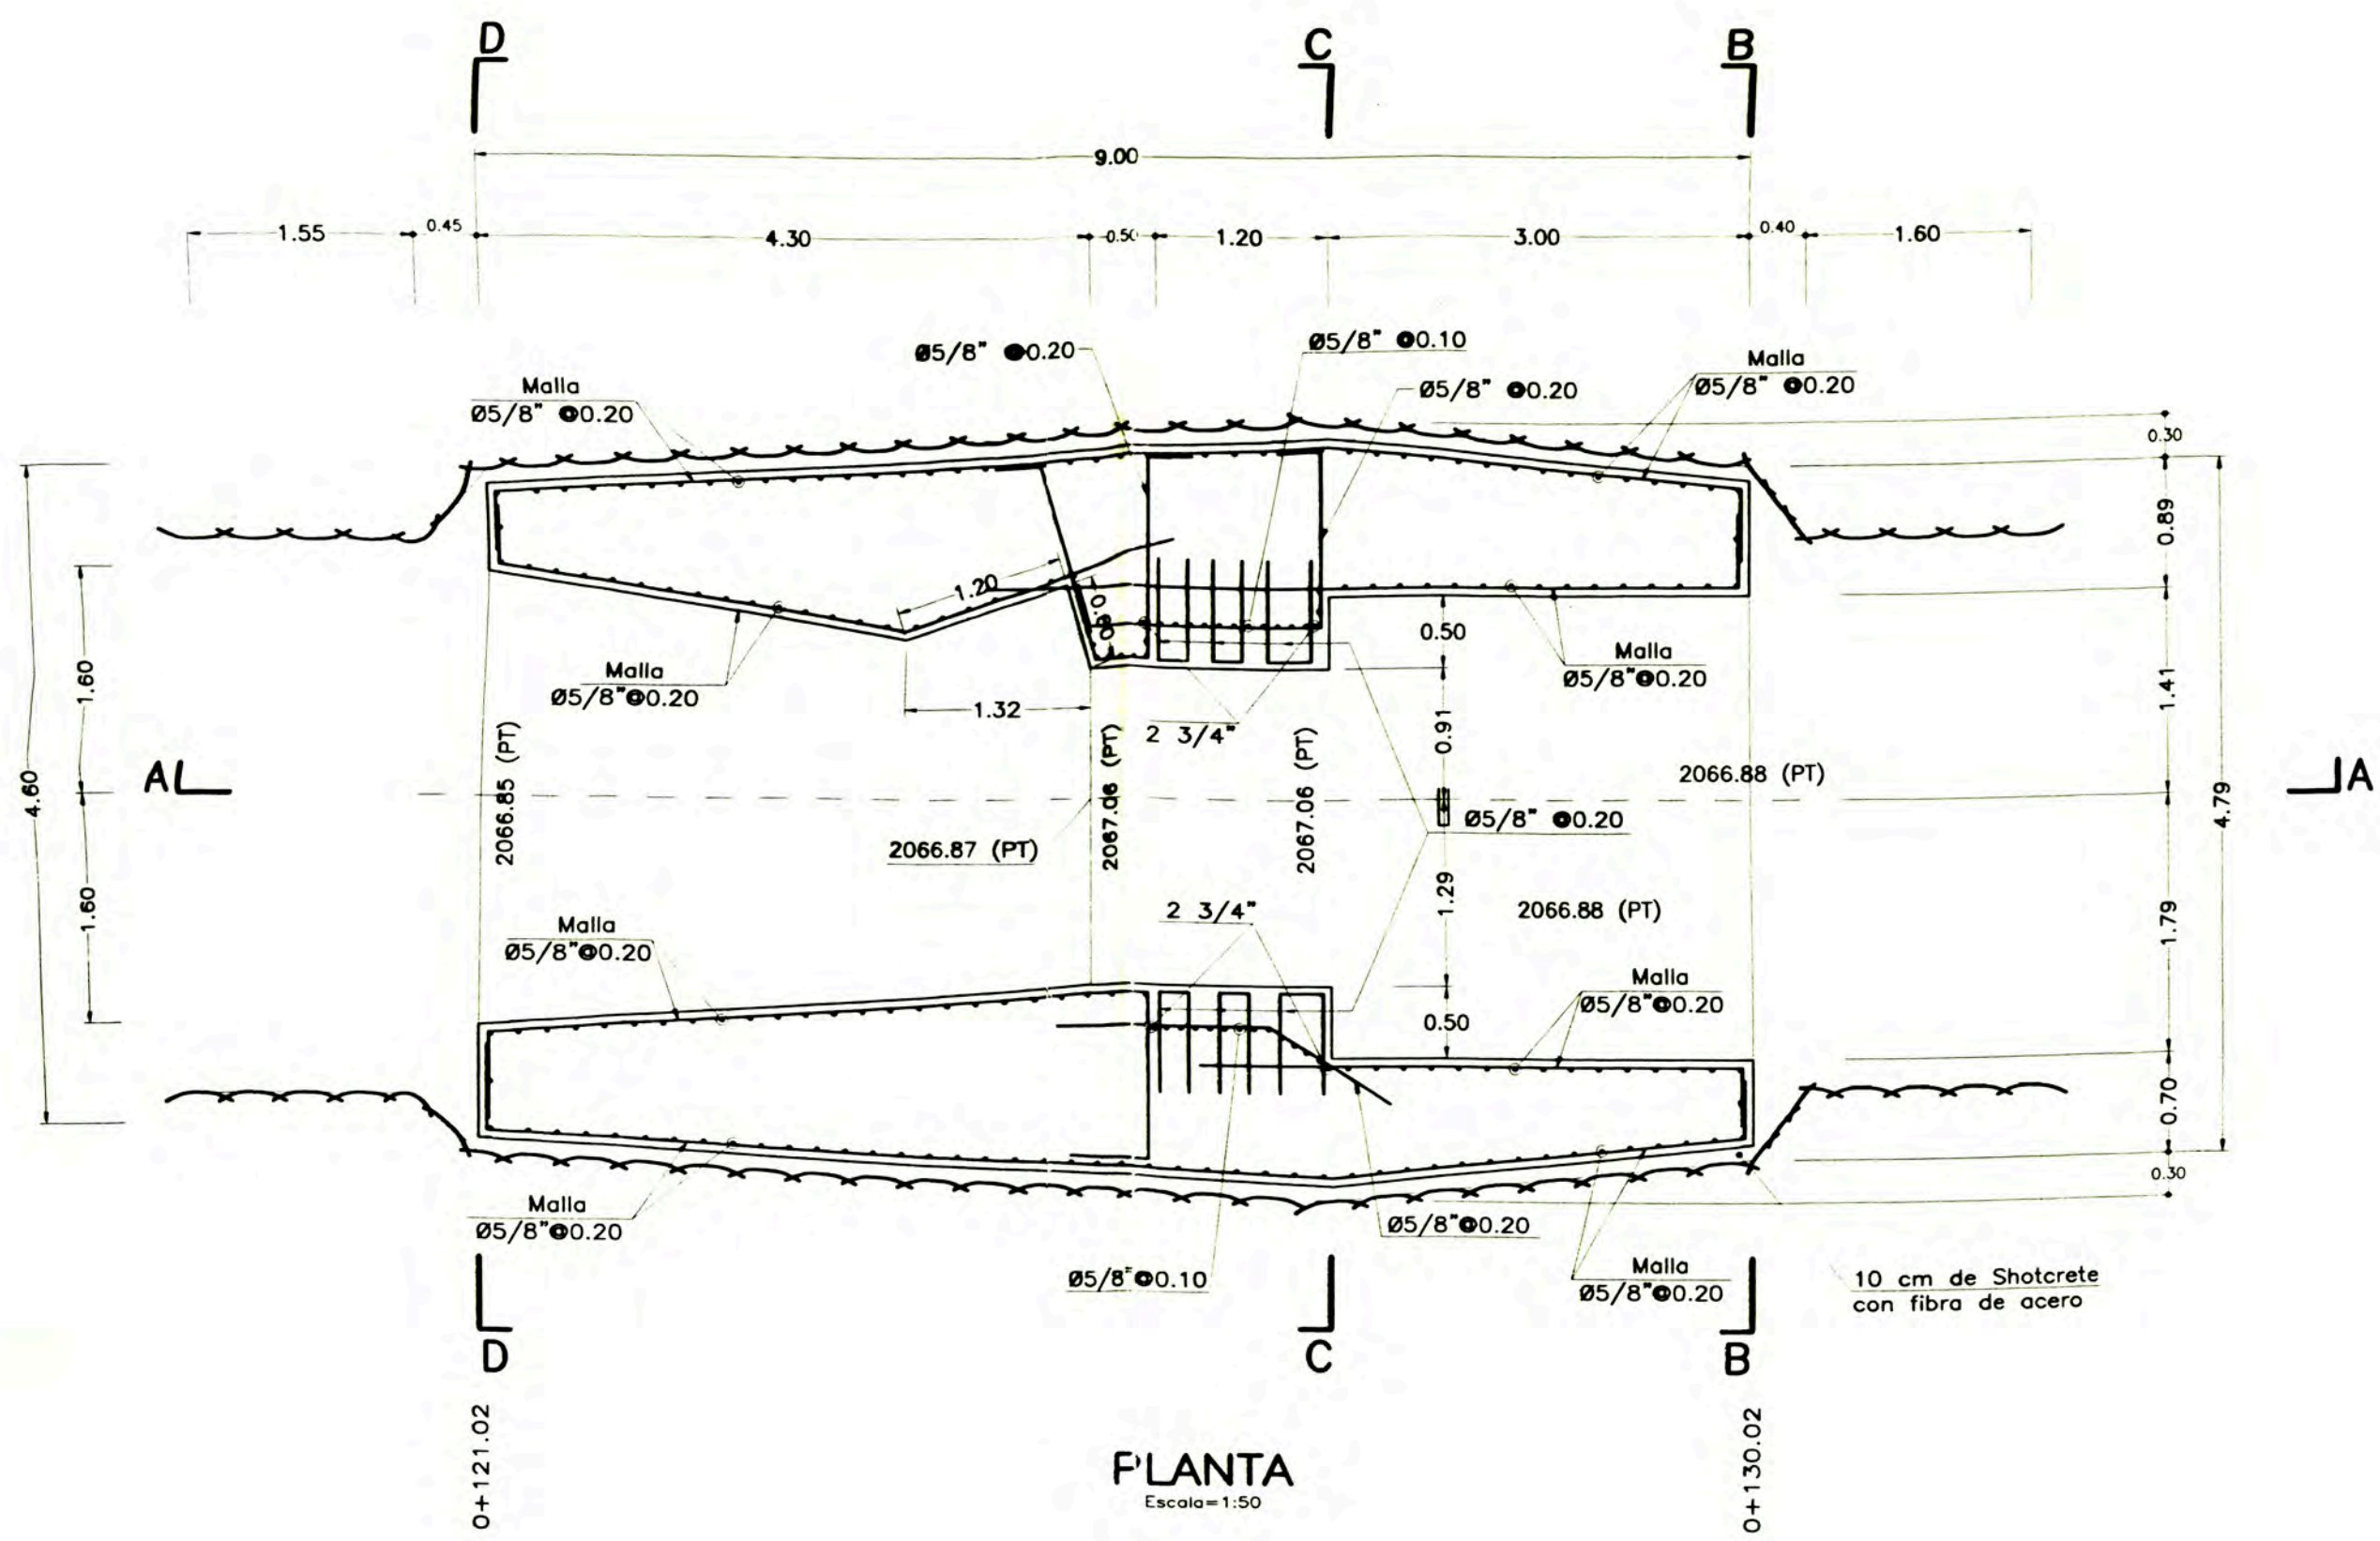 D
C
B
9.00
1.55
0.45
4.30
0.50
1.20
3.00
0.40
1.60
Ø5/8" @0.20
Ø5/8" @0.10
Malla
Ø5/8" @0.20
Ø5/8" @0.20
Malla
Ø5/8" @0.20
0.30
0.89
1.20
0.60
0.50
Malla
Ø5/8"@0.20
Malla
Ø5/8"@0.20
1.60
1.32
2 3/4"
0.91
1.41
4.60
A
2066.85 (PT)
2067.06 (PT)
2067.06 (PT)
2066.88 (PT)
A
4.79
Ø5/8" @0.20
2066.87 (PT)
1.60
1.29
2 3/4"
2066.88 (PT)
1.79
Malla
Ø5/8"@0.20
Malla
Ø5/8"@0.20
0.50
0.70
0.30
Malla
Ø5/8"@0.20
Ø5/8"@0.20
Ø5/8"@0.10
Malla
Ø5/8"@0.20
10 cm de Shotcrete
con fibra de acero
D
C
B
0+121.02
0+130.02
PLANTA
Escala=1:50